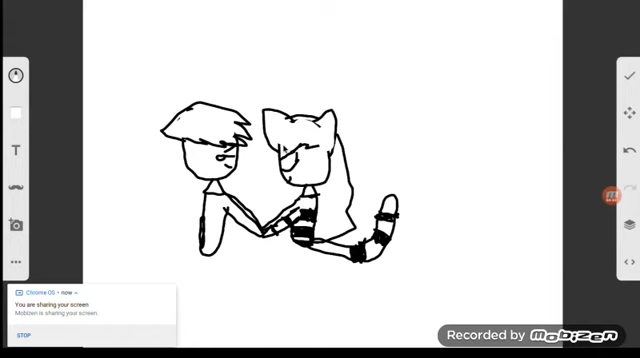 T
Chrome OS • now
You are sharing your screen
Mobizen is sharing your screen.
STOP
Recorded by mobizen